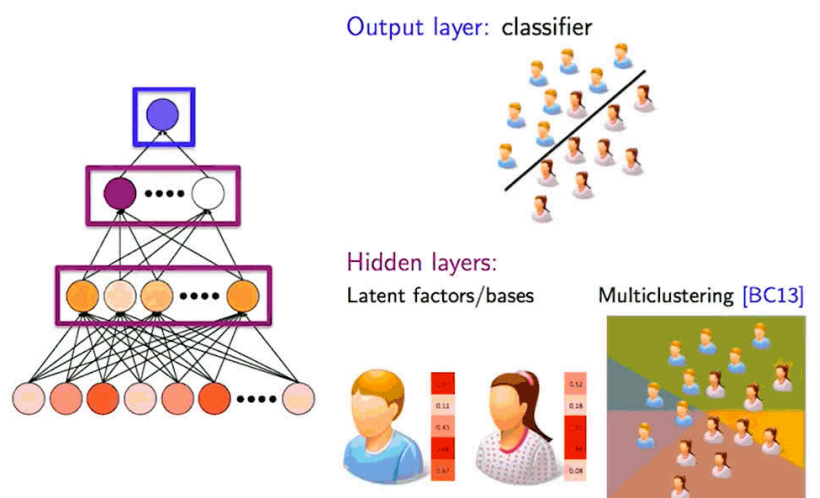 Output layer: classifier
Hidden layers:
Latent factors/bases
Multiclustering [BC13]
0.11
0.45
0.67
0.52
0.18
0.08